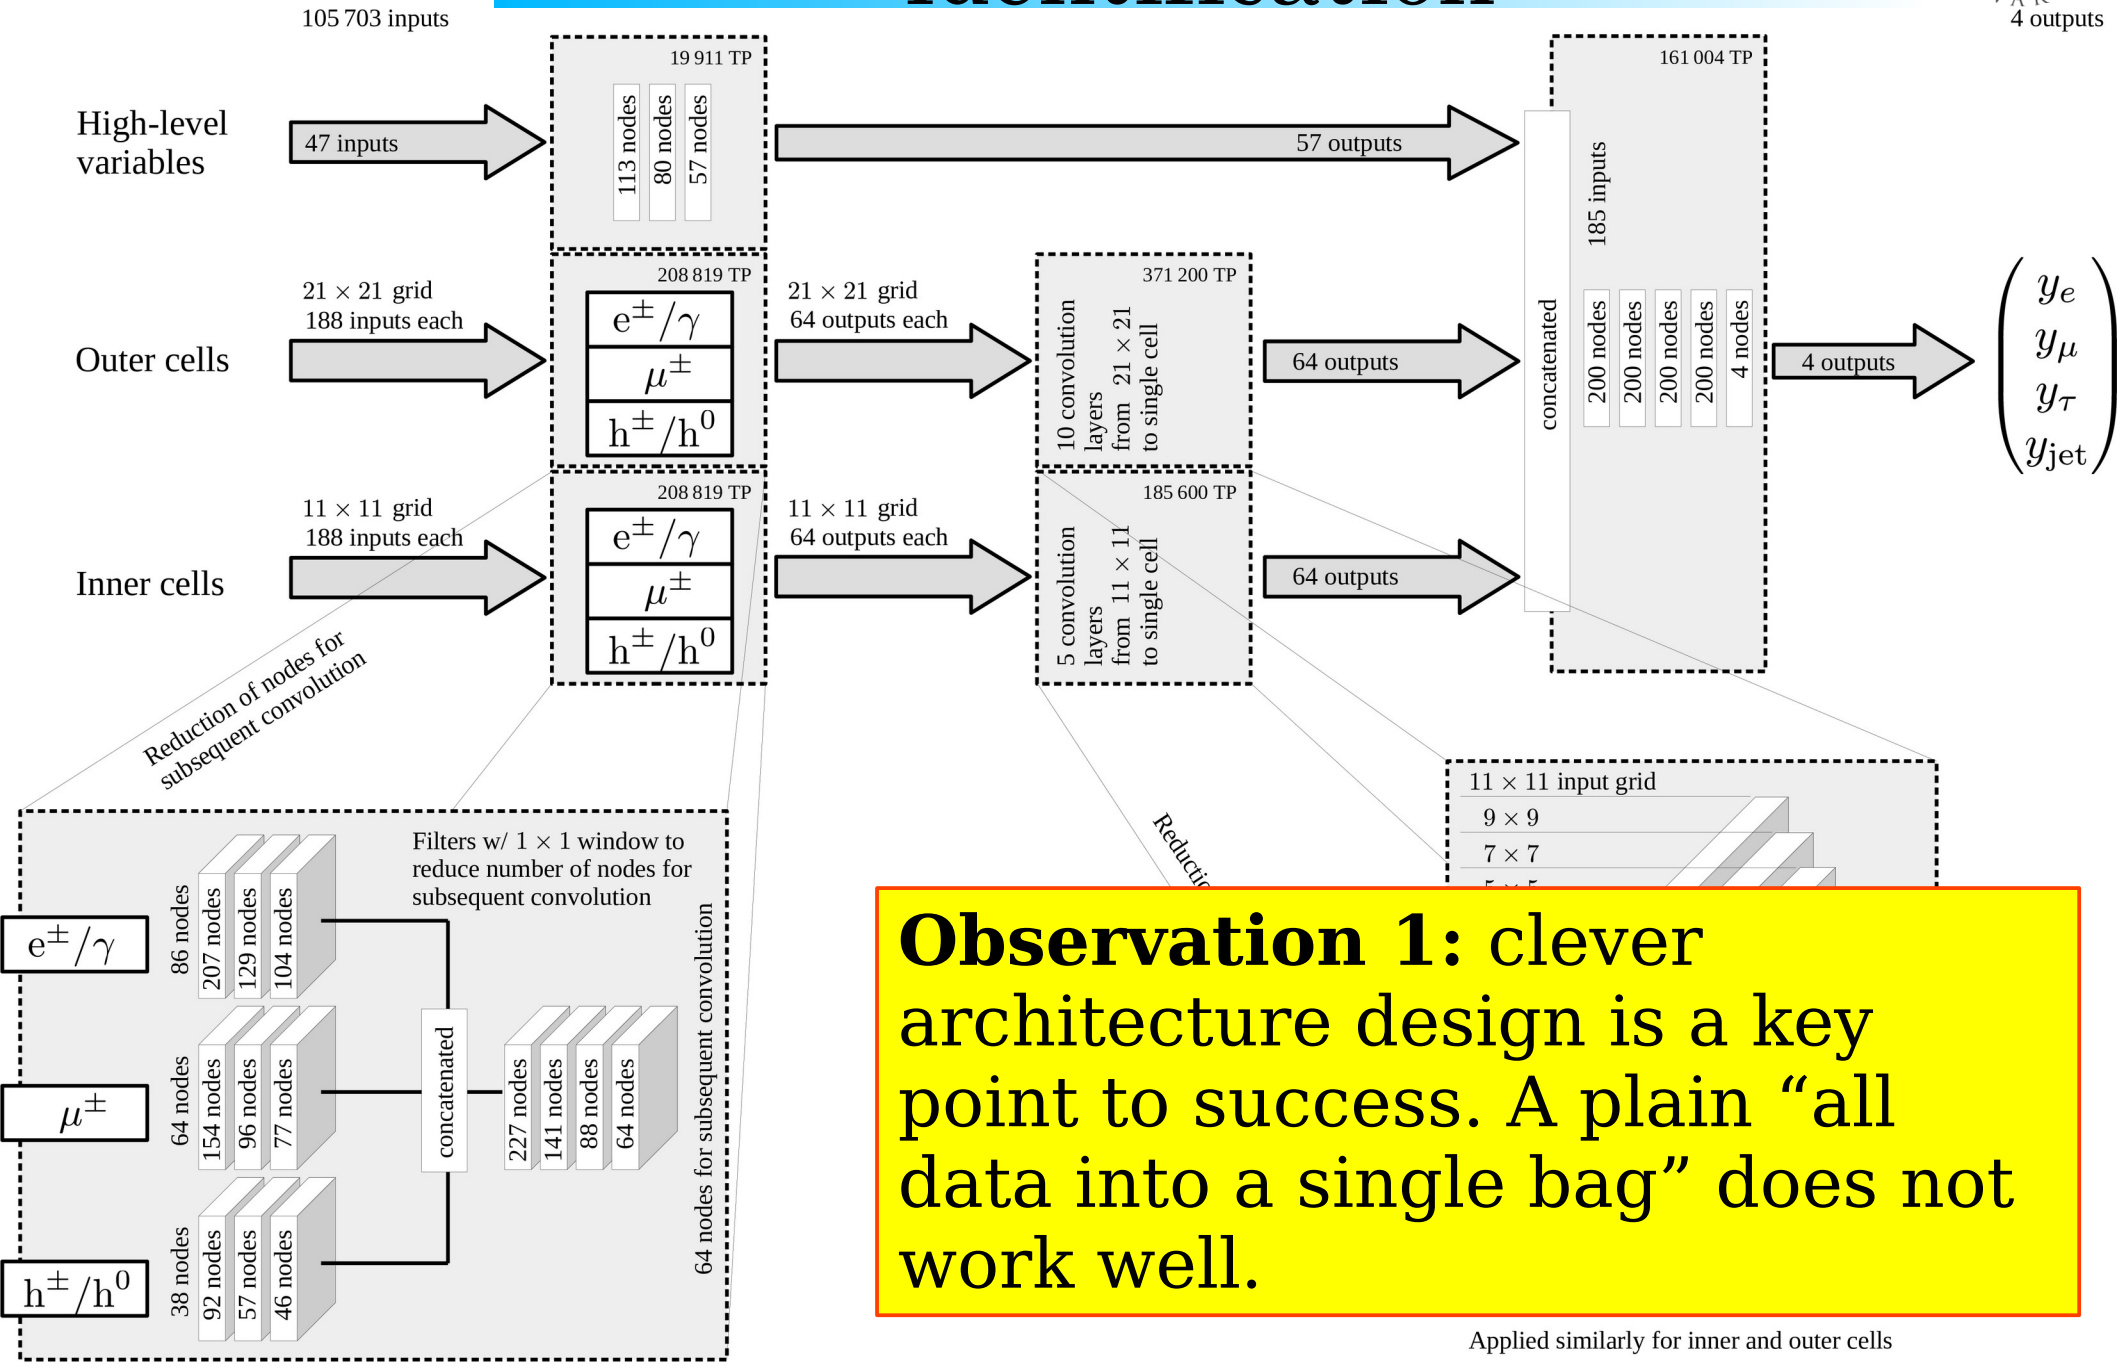 identification
105 703 inputs
4 outputs
19 911 TP
161 004 TP
High-level
variables
47 inputs
113 nodes
80 nodes
57 nodes
57 outputs
185 inputs
concatenated
21 × 21 grid
188 inputs each
Outer cells
208 819 TP
e±/γ
μ±
h±/h⁰
21 × 21 grid
64 outputs each
371 200 TP
10 convolution
layers
from 21 × 21
to single cell
64 outputs
200 nodes
200 nodes
200 nodes
200 nodes
4 nodes
4 outputs
y_e
y_μ
y_τ
y_jet
11 × 11 grid
188 inputs each
Inner cells
208 819 TP
e±/γ
μ±
h±/h⁰
11 × 11 grid
64 outputs each
185 600 TP
5 convolution
layers
from 11 × 11
to single cell
64 outputs
Reduction of nodes for
subsequent convolution
Filters w/ 1 × 1 window to
reduce number of nodes for
subsequent convolution
e±/γ
86 nodes
207 nodes
129 nodes
104 nodes
μ±
64 nodes
154 nodes
96 nodes
77 nodes
h±/h⁰
38 nodes
92 nodes
57 nodes
46 nodes
concatenated
227 nodes
141 nodes
88 nodes
64 nodes
64 nodes for subsequent convolution
11 × 11 input grid
9 × 9
7 × 7
Observation 1: clever
architecture design is a key
point to success. A plain “all
data into a single bag” does not
work well.
Applied similarly for inner and outer cells